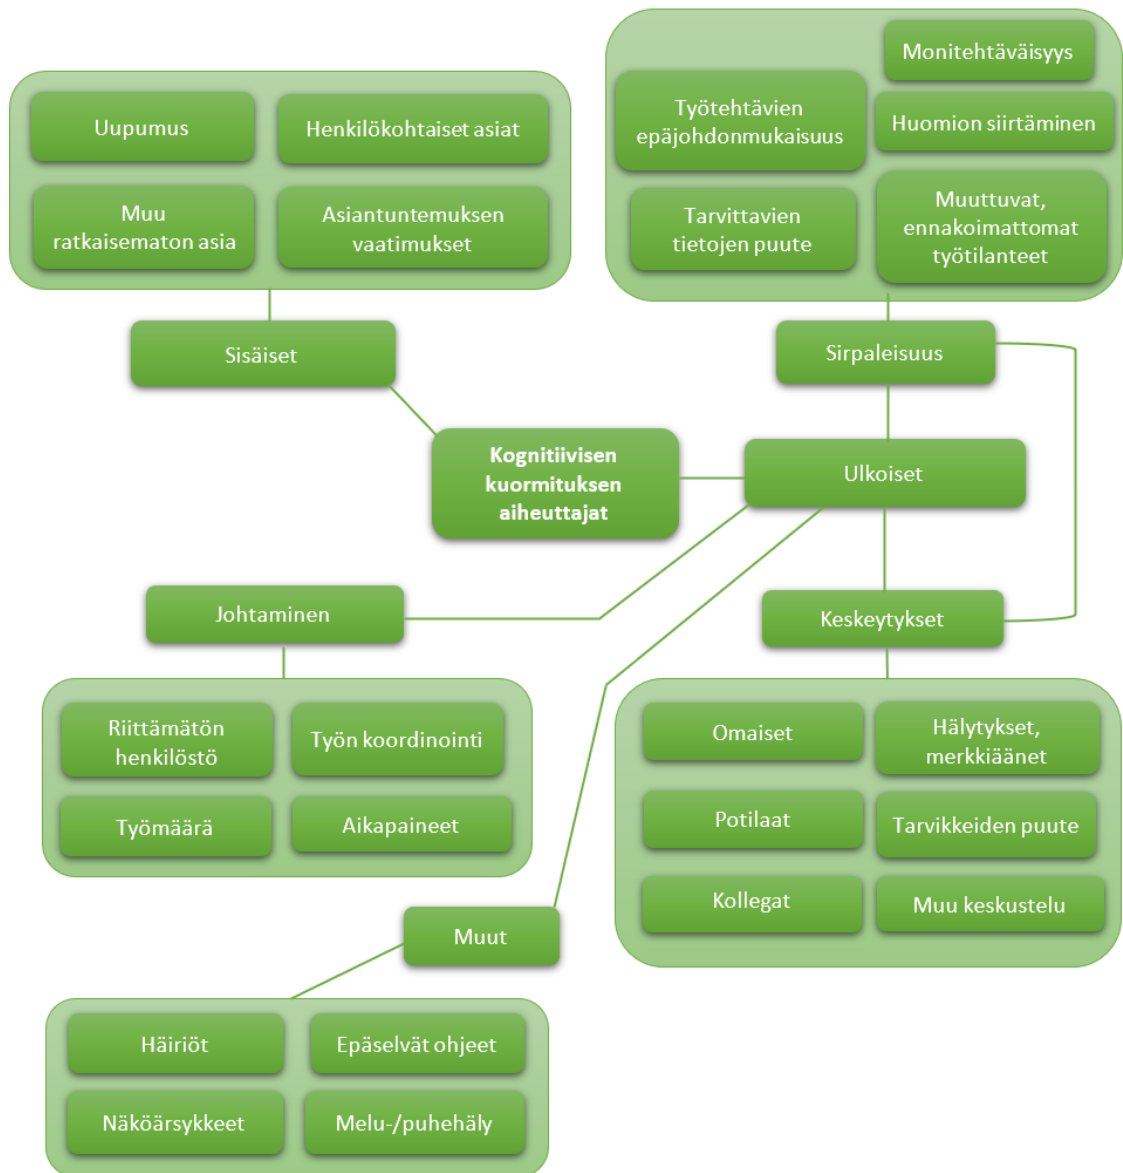 Uupumus
Henkilökohtaiset asiat
Muu
ratkaisematon asia
Asiantuntemuksen
vaatimukset
Monitehtäväisyys
Työtehtävien
epäjohdonmukaisuus
Huomion siirtäminen
Tarvittavien
tietojen puute
Muuttuvat,
ennakoimattomat
työtilanteet
Sisäiset
Sirpaleisuus
Kognitiivisen
kuormituksen
aiheuttajat
Ulkoiset
Johtaminen
Keskeytykset
Riittämätön
henkilöstö
Työn koordinointi
Työmäärä
Aikapaineet
Omaiset
Hälytykset,
merkkiäänet
Potilaat
Tarvikkeiden puute
Kollegat
Muu keskustelu
Muut
Häiriöt
Epäselvät ohjeet
Näköärsykkeet
Melu-/puhehäly